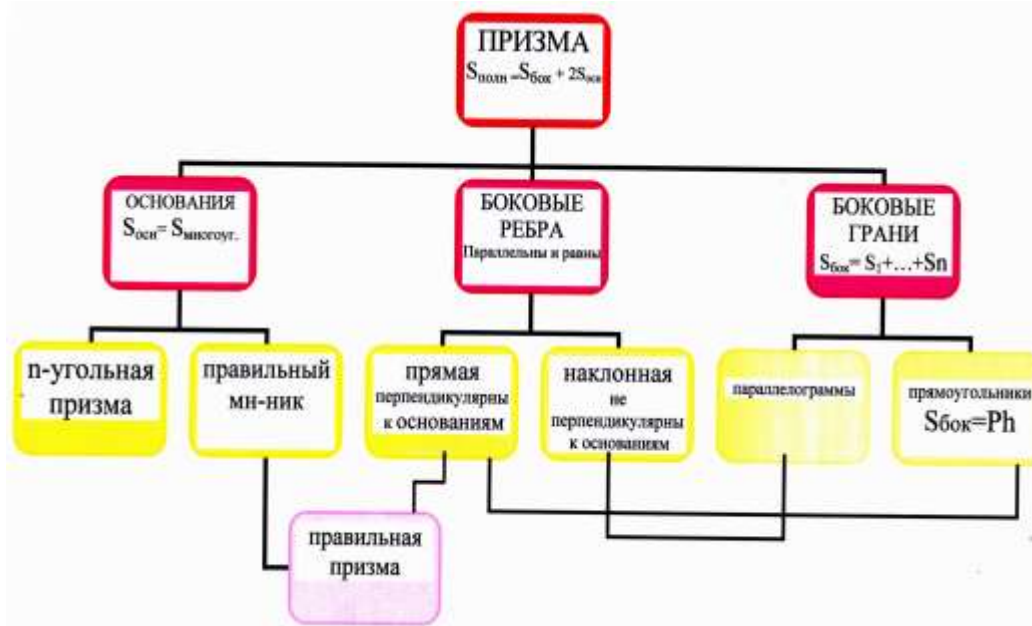 ПРИЗМА
Sполн =Sбок + 2Sосн
ОСНОВАНИЯ
Sосн= Sмногоуг.
БОКОВЫЕ
РЕБРА
Параллельны и равны
БОКОВЫЕ
ГРАНИ
Sбок= S1+…+Sn
n-угольная
призма
правильный
мн-ник
прямая
перпендикулярны
к основаниям
наклонная
не
перпендикулярны
к основаниям
параллелограммы
прямоугольники
Sбок=Ph
правильная
призма